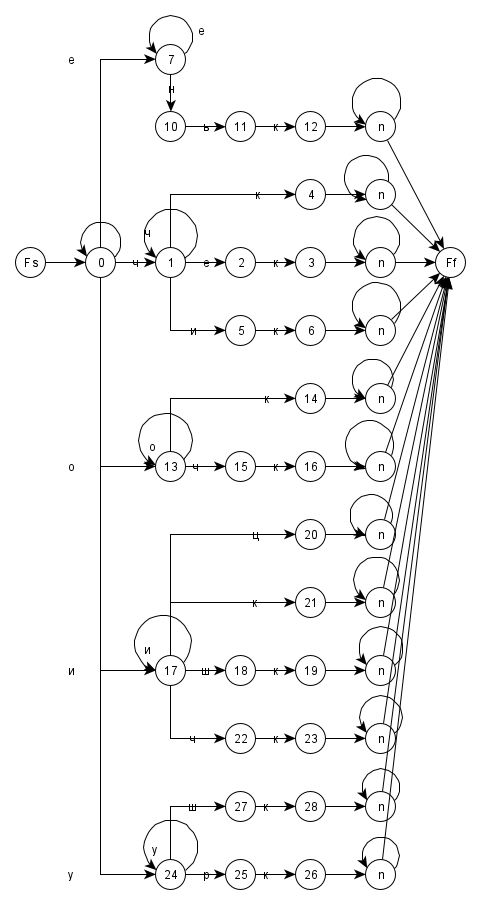 е
е 7
н
10 ь 11 к 12 n
к 4 n
ч
Fs 0 ч 1 е 2 к 3 n Ff
и 5 к 6 n
к 14 n
о
о 13 ч 15 к 16 n
ц 20 n
к 21 n
и
и 17 ш 18 к 19 n
ч 22 к 23 n
ш 27 к 28 n
у
у 24 р 25 к 26 n